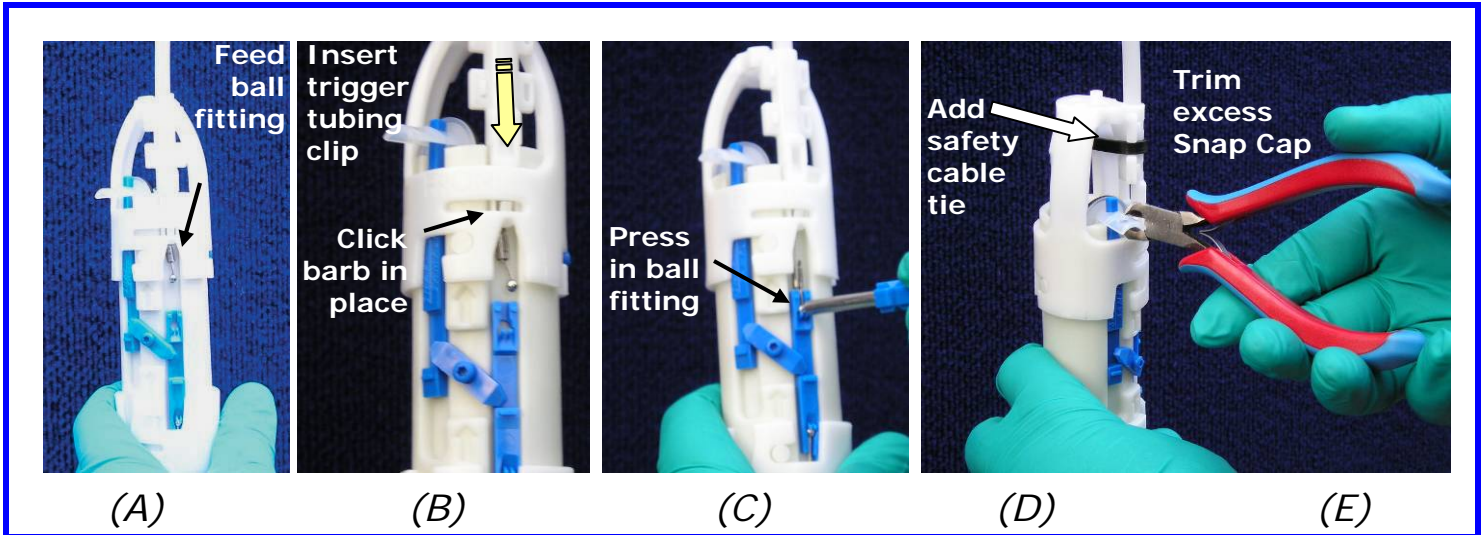 Feed
ball
fitting
Insert
trigger
tubing
clip
Click
barb in
place
Press
in ball
fitting
Add
safety
cable
tie
Trim
excess
Snap Cap
(A)
(B)
(C)
(D)
(E)